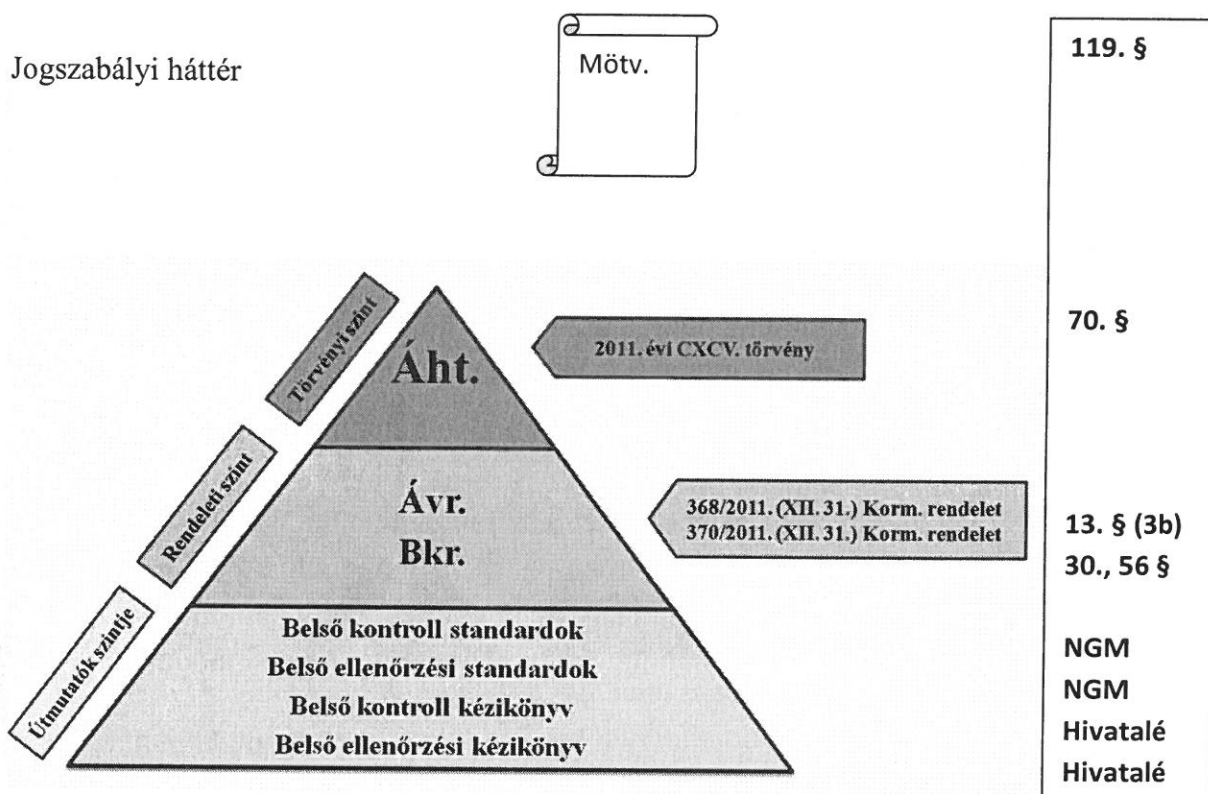 Jogszabályi háttér
Mötv.
119. §
Törvényi szint
Áht.
2011. évi CXCV. törvény
70. §
Rendeleti szint
Ávr.
Bkr.
368/2011. (XII. 31.) Korm. rendelet
370/2011. (XII. 31.) Korm. rendelet
13. § (3b)
30., 56 §
Útmutatók szintje
Belső kontroll standardok
Belső ellenőrzési standardok
Belső kontroll kézikönyv
Belső ellenőrzési kézikönyv
NGM
NGM
Hivatalé
Hivatalé